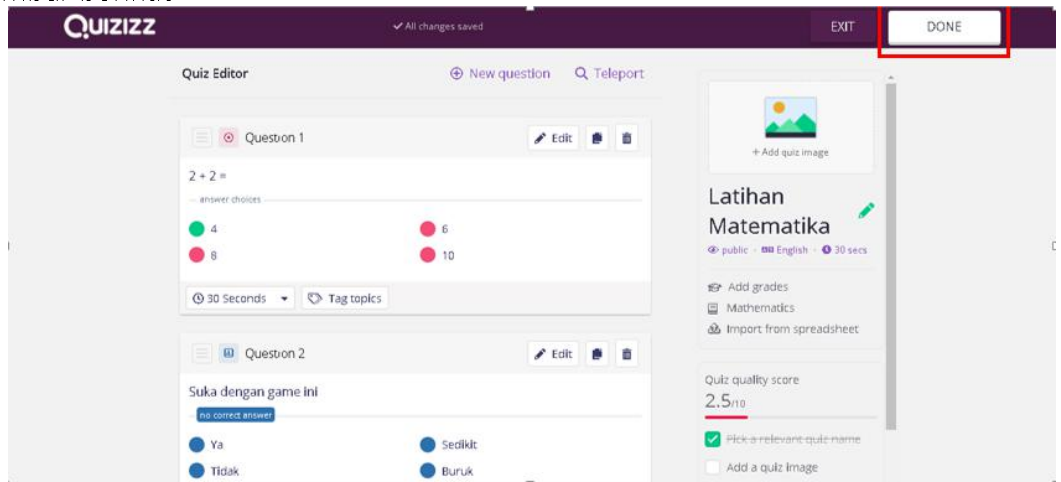 QUIZIZZ
All changes saved
EXIT
DONE
Quiz Editor
New question
Teleport
Question 1
Edit
2 + 2 =
answer choices
4
6
8
10
30 Seconds
Tag topics
Question 2
Edit
Suka dengan game ini
no correct answer
Ya
Sedikit
Tidak
Buruk
+ Add quiz image
Latihan
Matematika
public - English - 30 secs
Add grades
Mathematics
Import from spreadsheet
Quiz quality score
2.5/10
Pick a relevant quiz name
Add a quiz image